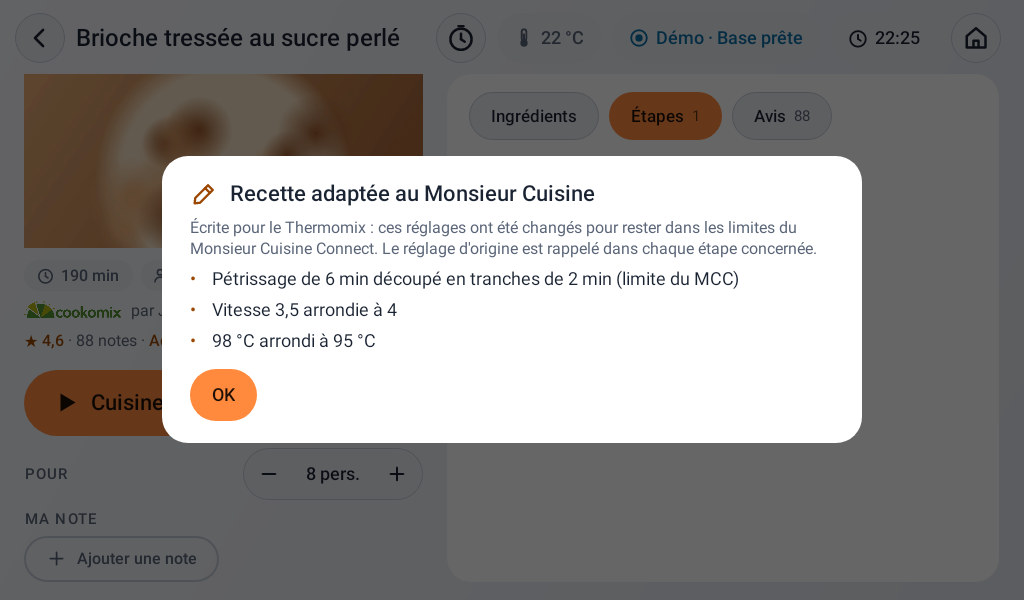 Brioche tressée au sucre perlé
22 °C
Démo · Base prête
22:25
Ingrédients
Étapes 1
Avis 88
Recette adaptée au Monsieur Cuisine
Écrite pour le Thermomix : ces réglages ont été changés pour rester dans les limites du
Monsieur Cuisine Connect. Le réglage d'origine est rappelé dans chaque étape concernée.
• Pétrissage de 6 min découpé en tranches de 2 min (limite du MCC)
• Vitesse 3,5 arrondie à 4
• 98 °C arrondi à 95 °C
OK
190 min
cookomix par
★ 4,6 · 88 notes ·
Cuisine
POUR
− 8 pers. +
MA NOTE
+ Ajouter une note